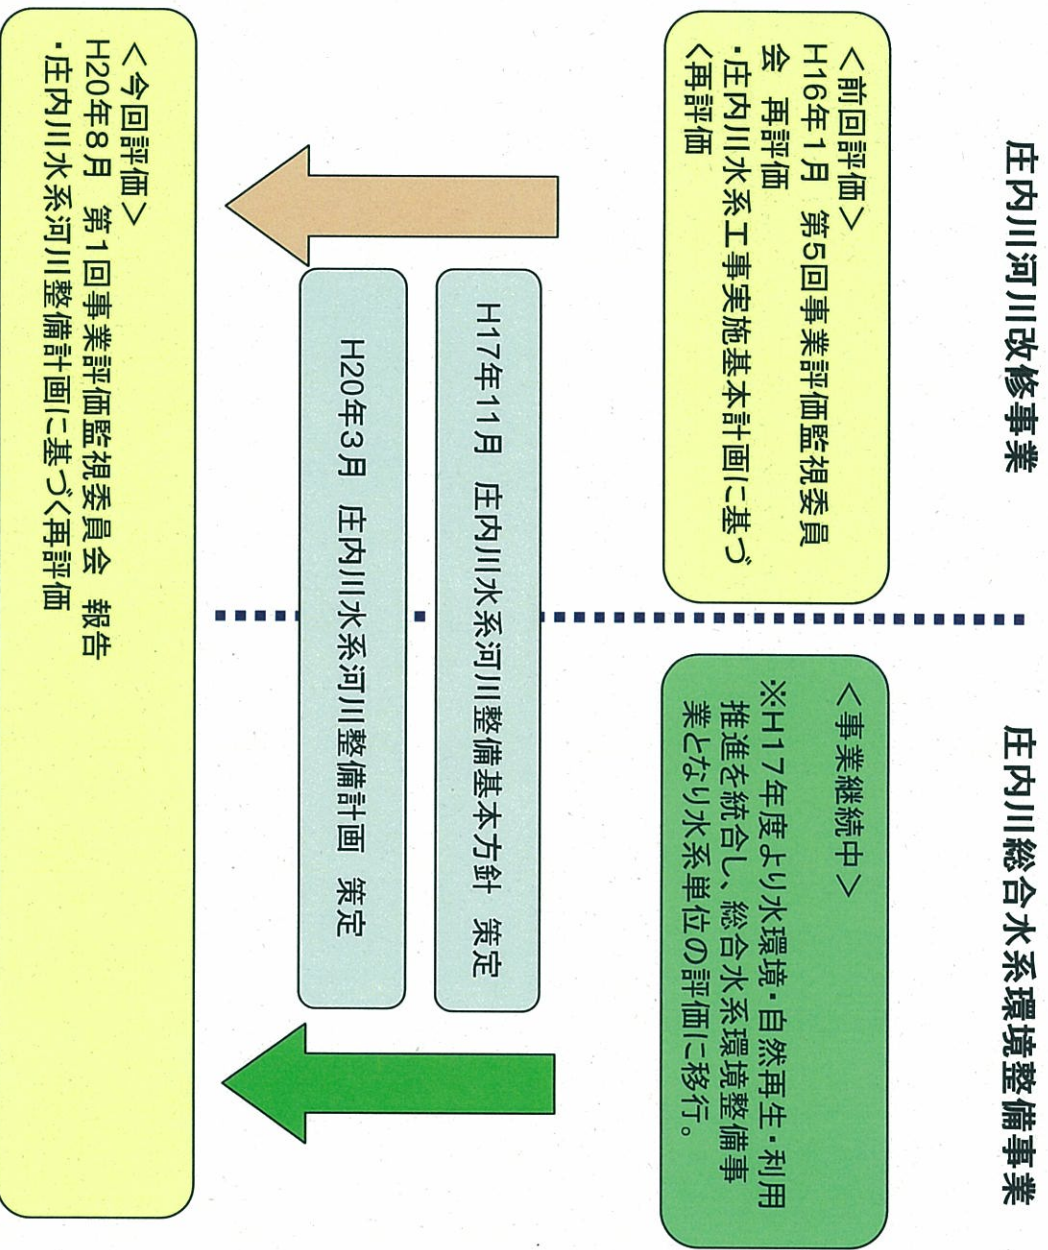 庄内川河川改修事業
庄内川総合水系環境整備事業
＜前回評価＞
H16年1月　第5回事業評価監視委員
会　再評価
・庄内川水系工事実施基本計画に基づ
く再評価
＜事業継続中＞
※H17年度より水環境・自然再生・利用
推進を統合し、総合水系環境整備事
業となり水系単位の評価に移行。
H17年11月　庄内川水系河川整備基本方針　策定
H20年3月　庄内川水系河川整備計画　策定
＜今回評価＞
H20年8月　第1回事業評価監視委員会　報告
・庄内川水系河川整備計画に基づく再評価